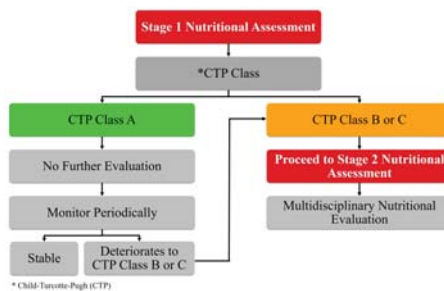 Stage 1 Nutritional Assessment
*CTP Class
CTP Class A
CTP Class B or C
No Further Evaluation
Proceed to Stage 2 Nutritional
Assessment
Monitor Periodically
Multidisciplinary Nutritional
Evaluation
Stable
Deteriorates to
CTP Class B or C
* Child-Turcotte-Pugh (CTP)